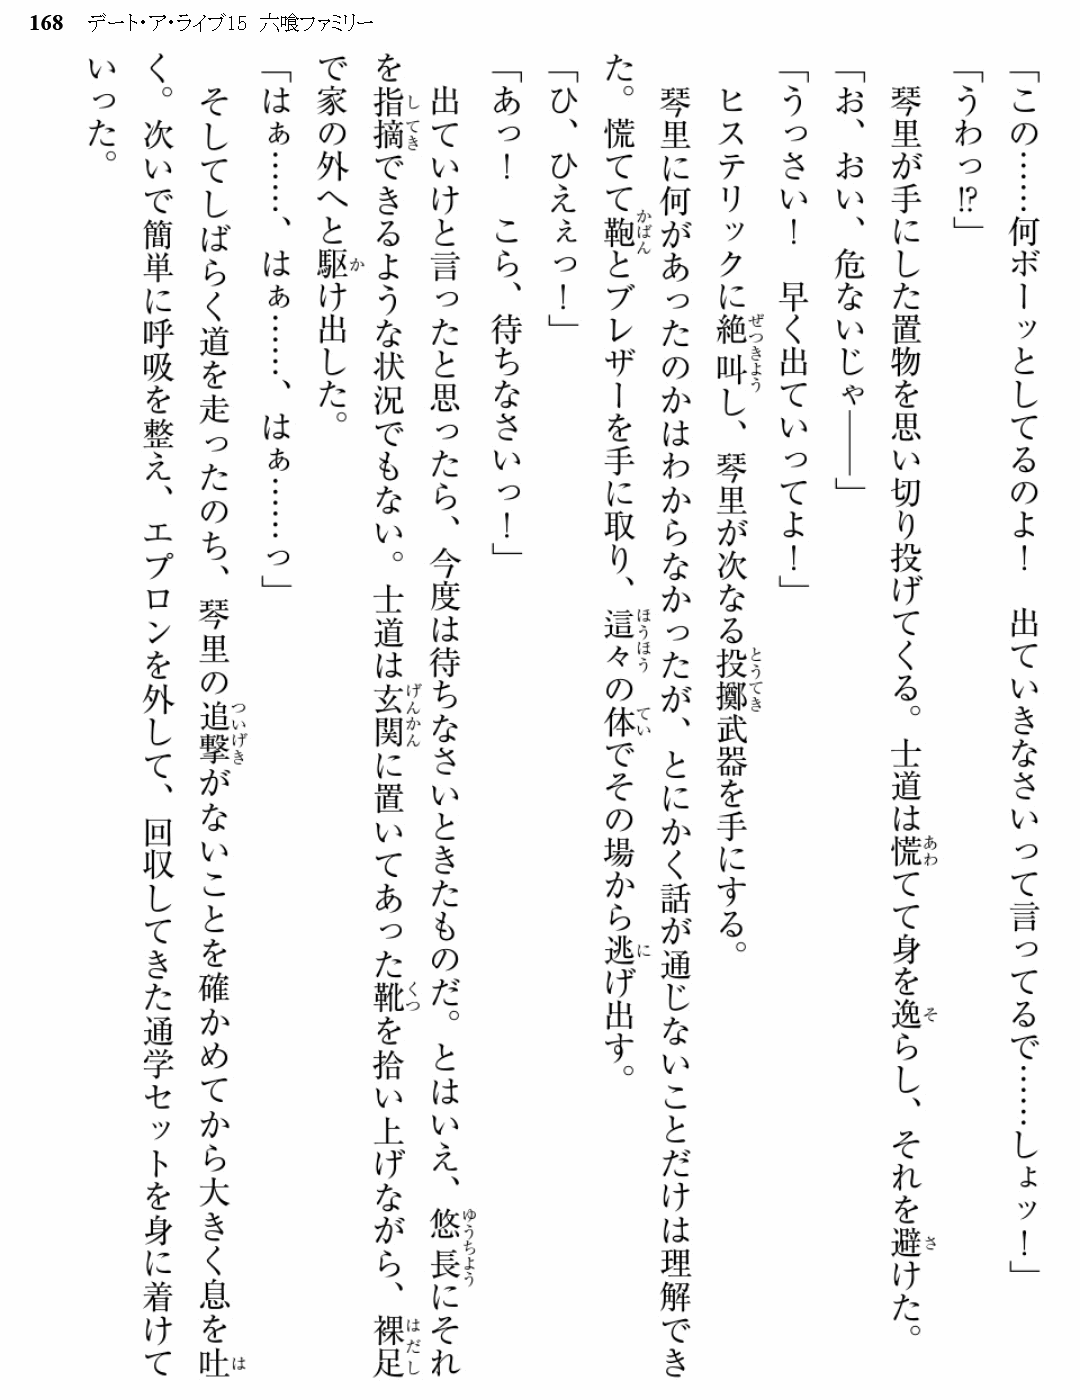 168 デート・ア・ライブ15 六喰ファミリー
「この……何ボーッとしてるのよ！　出ていきなさいって言ってるで……しょッ！」
「うわっ!?」
琴里が手にした置物を思い切り投げてくる。士道は慌てて身を逸らし、それを避けた。
「お、おい、危ないじゃ――」
「うっさい！　早く出ていってよ！」
ヒステリックに絶叫し、琴里が次なる投擲武器を手にする。
琴里に何があったのかはわからなかったが、とにかく話が通じないことだけは理解でき
た。慌てて鞄とブレザーを手に取り、這々の体でその場から逃げ出す。
「ひ、ひえぇっ！」
「あっ！　こら、待ちなさいっ！」
出ていけと言ったと思ったら、今度は待ちなさいときたものだ。とはいえ、悠長にそれ
を指摘できるような状況でもない。士道は玄関に置いてあった靴を拾い上げながら、裸足
で家の外へと駆け出した。
「はぁ……、はぁ……、はぁ……っ」
そしてしばらく道を走ったのち、琴里の追撃がないことを確かめてから大きく息を吐
く。次いで簡単に呼吸を整え、エプロンを外して、回収してきた通学セットを身に着けて
いった。